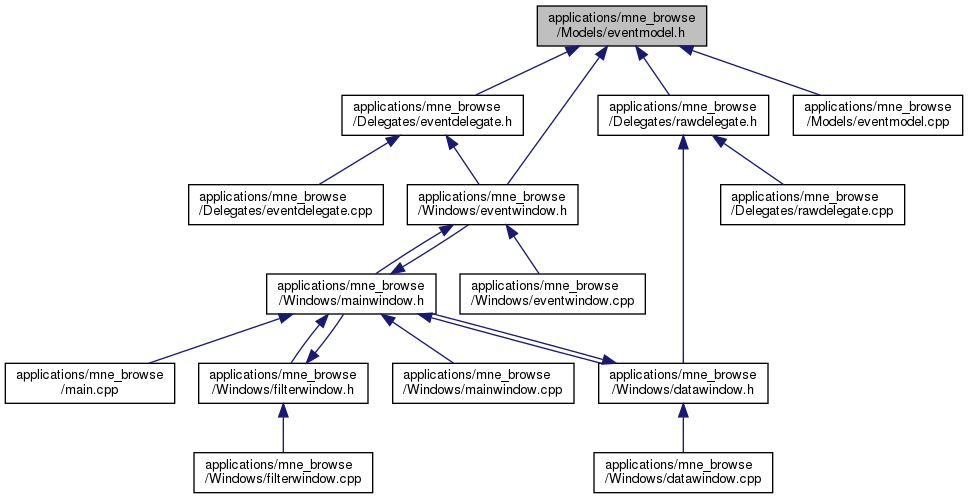 applications/mne_browse
/Models/eventmodel.h
applications/mne_browse
/Delegates/eventdelegate.h
applications/mne_browse
/Delegates/rawdelegate.h
applications/mne_browse
/Models/eventmodel.cpp
applications/mne_browse
/Delegates/eventdelegate.cpp
applications/mne_browse
/Windows/eventwindow.h
applications/mne_browse
/Delegates/rawdelegate.cpp
applications/mne_browse
/Windows/mainwindow.h
applications/mne_browse
/Windows/eventwindow.cpp
applications/mne_browse
/main.cpp
applications/mne_browse
/Windows/filterwindow.h
applications/mne_browse
/Windows/mainwindow.cpp
applications/mne_browse
/Windows/datawindow.h
applications/mne_browse
/Windows/filterwindow.cpp
applications/mne_browse
/Windows/datawindow.cpp